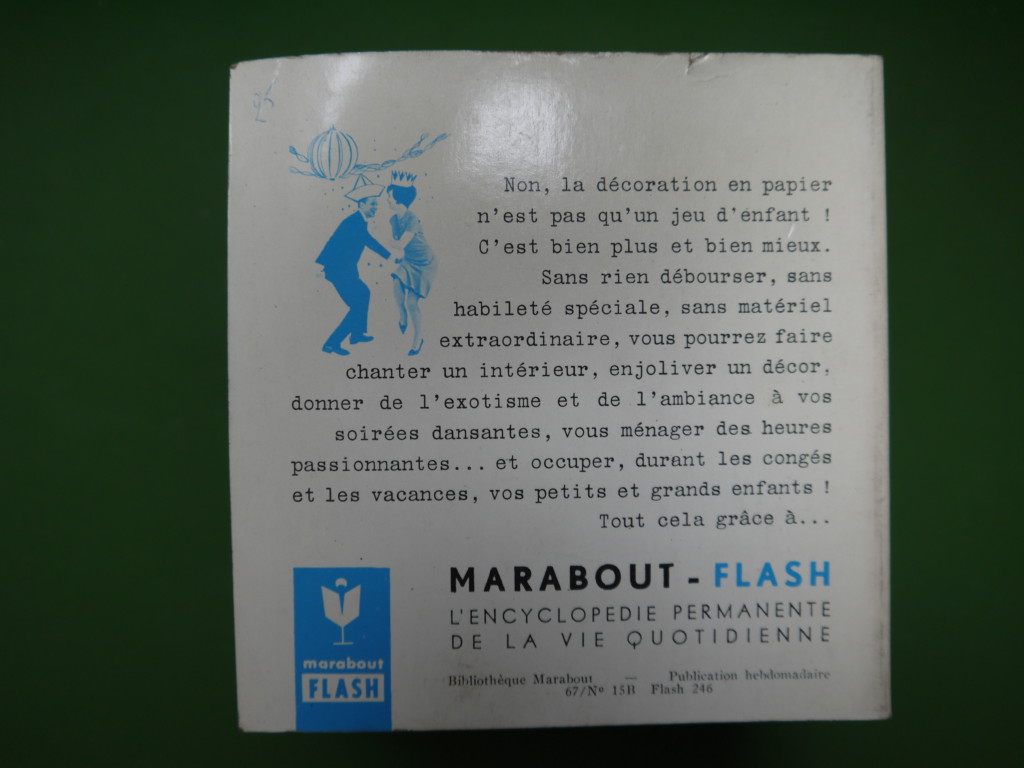 Non, la décoration en papier
n'est pas qu'un jeu d'enfant !
C'est bien plus et bien mieux.
Sans rien débourser, sans
habileté spéciale, sans matériel
extraordinaire, vous pourrez faire
chanter un intérieur, enjoliver un décor,
donner de l'exotisme et de l'ambiance à vos
soirées dansantes, vous ménager des heures
passionnantes... et occuper, durant les congés
et les vacances, vos petits et grands enfants !
Tout cela grâce à...
MARABOUT - FLASH
L'ENCYCLOPEDIE PERMANENTE
DE LA VIE QUOTIDIENNE
marabout
FLASH
Bibliothèque Marabout — Publication hebdomadaire
67/Nº 15B Flash 246